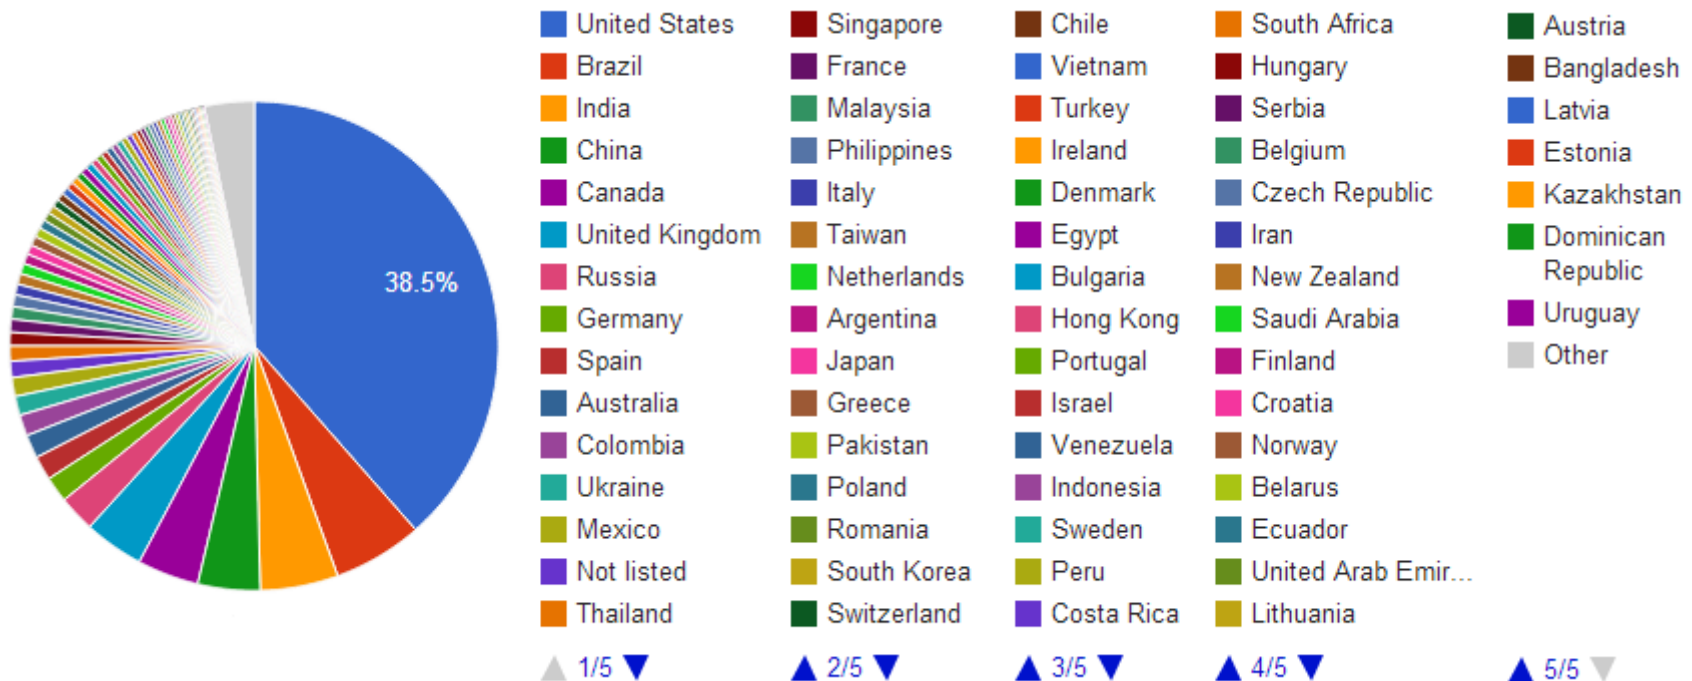 38.5%
United States
Brazil
India
China
Canada
United Kingdom
Russia
Germany
Spain
Australia
Colombia
Ukraine
Mexico
Not listed
Thailand
1/5
Singapore
France
Malaysia
Philippines
Italy
Taiwan
Netherlands
Argentina
Japan
Greece
Pakistan
Poland
Romania
South Korea
Switzerland
2/5
Chile
Vietnam
Turkey
Ireland
Denmark
Egypt
Bulgaria
Hong Kong
Portugal
Israel
Venezuela
Indonesia
Sweden
Peru
Costa Rica
3/5
South Africa
Hungary
Serbia
Belgium
Czech Republic
Iran
New Zealand
Saudi Arabia
Finland
Croatia
Norway
Belarus
Ecuador
United Arab Emir...
Lithuania
4/5
Austria
Bangladesh
Latvia
Estonia
Kazakhstan
Dominican
Republic
Uruguay
Other
5/5